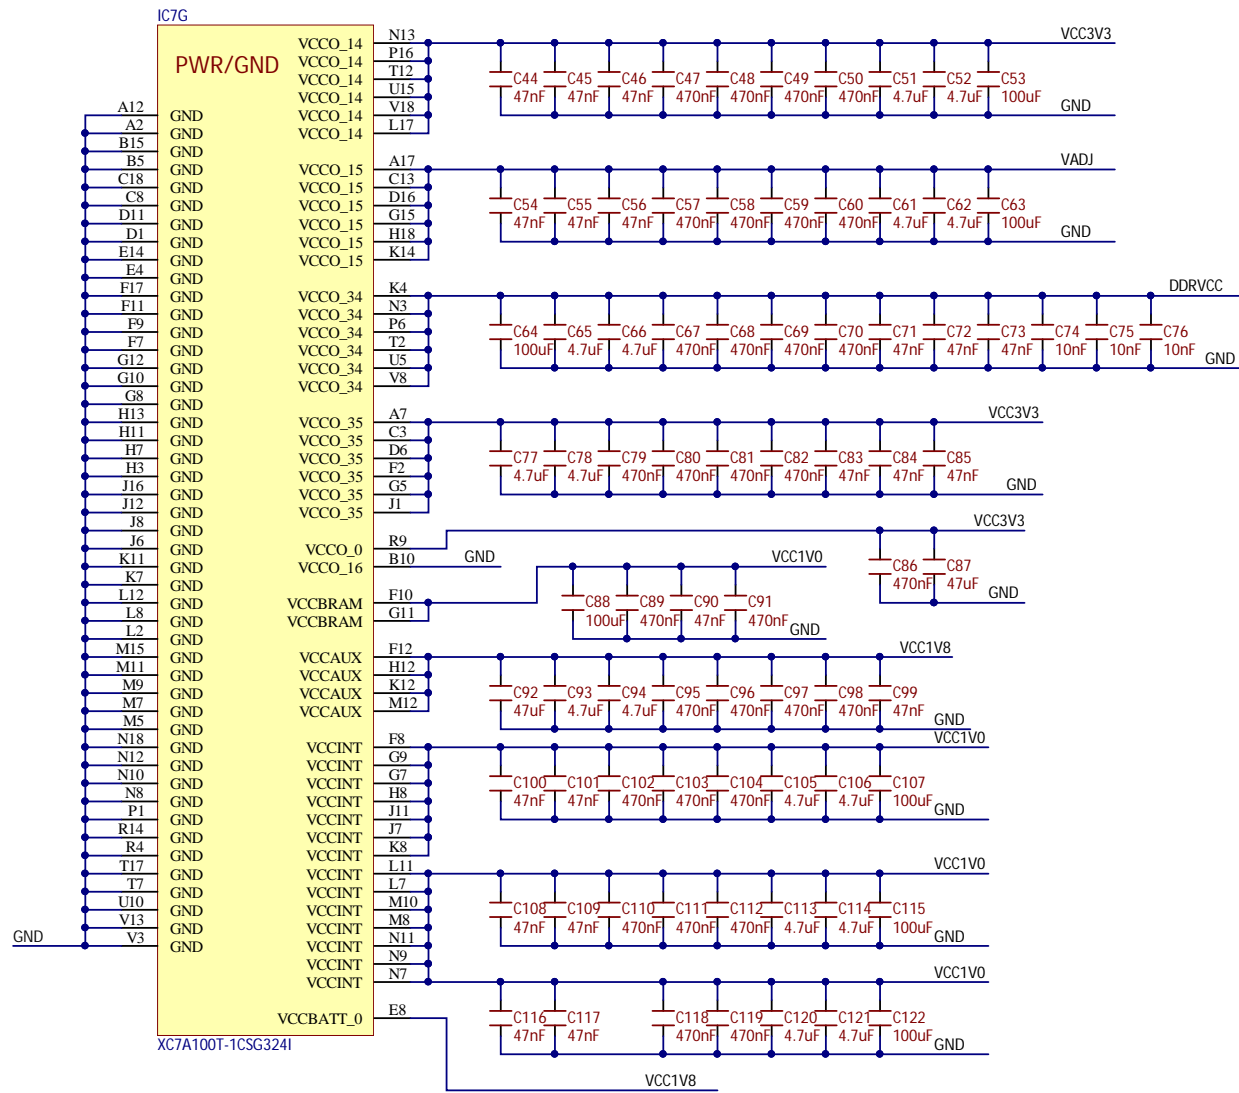 IC7G
PWR/GND
A12 GND
A2 GND
B15 GND
B5 GND
C18 GND
C8 GND
D11 GND
D1 GND
E14 GND
E4 GND
F17 GND
F11 GND
F9 GND
F7 GND
G12 GND
G10 GND
G8 GND
H13 GND
H11 GND
H7 GND
H3 GND
J16 GND
J12 GND
J8 GND
J6 GND
K11 GND
K7 GND
L12 GND
L8 GND
L2 GND
M15 GND
M11 GND
M9 GND
M7 GND
M5 GND
N18 GND
N12 GND
N10 GND
N8 GND
P1 GND
R14 GND
R4 GND
T17 GND
T7 GND
U10 GND
V13 GND
GND V3 GND
VCCO_14 N13 VCC3V3
VCCO_14 P16
VCCO_14 T12
VCCO_14 U15
VCCO_14 V18
VCCO_14 L17
C44 C45 C46 C47 C48 C49 C50 C51 C52 C53
47nF 47nF 47nF 470nF 470nF 470nF 470nF 4.7uF 4.7uF 100uF
GND
VCCO_15 A17 VADJ
VCCO_15 C13
VCCO_15 D16
VCCO_15 G15
VCCO_15 H18
VCCO_15 K14
C54 C55 C56 C57 C58 C59 C60 C61 C62 C63
47nF 47nF 47nF 470nF 470nF 470nF 470nF 4.7uF 4.7uF 100uF
GND
VCCO_34 K4 DDRVCC
VCCO_34 N3
VCCO_34 P6
VCCO_34 T2
VCCO_34 U5
VCCO_34 V8
C64 C65 C66 C67 C68 C69 C70 C71 C72 C73 C74 C75 C76
100uF 4.7uF 4.7uF 470nF 470nF 470nF 470nF 47nF 47nF 47nF 10nF 10nF 10nF
GND
VCCO_35 A7 VCC3V3
VCCO_35 C3
VCCO_35 D6
VCCO_35 F2
VCCO_35 G5
VCCO_35 J1
C77 C78 C79 C80 C81 C82 C83 C84 C85
4.7uF 4.7uF 470nF 470nF 470nF 470nF 47nF 47nF 47nF
GND
VCCO_0 R9 VCC3V3
VCCO_16 B10 GND
C86 C87
470nF 47uF
GND
VCCBRAM F10 VCC1V0
VCCBRAM G11
C88 C89 C90 C91
100uF 470nF 47nF 470nF
GND
VCCAUX F12 VCC1V8
VCCAUX H12
VCCAUX K12
VCCAUX M12
C92 C93 C94 C95 C96 C97 C98 C99
47uF 4.7uF 4.7uF 470nF 470nF 470nF 470nF 47nF
GND
VCCINT F8 VCC1V0
VCCINT G9
VCCINT G7
VCCINT H8
VCCINT J11
VCCINT J7
VCCINT K8
C100 C101 C102 C103 C104 C105 C106 C107
47nF 47nF 470nF 470nF 470nF 4.7uF 4.7uF 100uF
GND
VCCINT L11 VCC1V0
VCCINT L7
VCCINT M10
VCCINT M8
VCCINT N11
VCCINT N9
VCCINT N7 VCC1V0
C108 C109 C110 C111 C112 C113 C114 C115
47nF 47nF 470nF 470nF 470nF 4.7uF 4.7uF 100uF
GND
C116 C117 C118 C119 C120 C121 C122
47nF 47nF 470nF 470nF 4.7uF 4.7uF 100uF
GND
VCCBATT_0 E8
VCC1V8
XC7A100T-1CSG324I